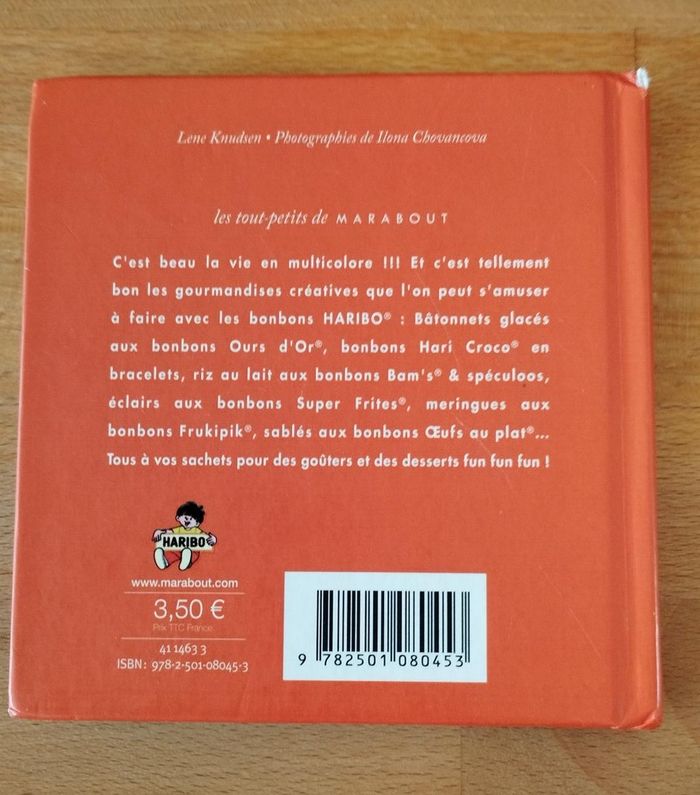 Lene Knudsen • Photographies de Ilona Chovancova
les tout-petits de MARABOUT
C'est beau la vie en multicolore !!! Et c'est tellement
bon les gourmandises créatives que l'on peut s'amuser
à faire avec les bonbons HARIBO® : Bâtonnets glacés
aux bonbons Ours d'Or®, bonbons Hari Croco® en
bracelets, riz au lait aux bonbons Bam's® & spéculoos,
éclairs aux bonbons Super Frites®, meringues aux
bonbons Frukipik®, sablés aux bonbons Œufs au plat®...
Tous à vos sachets pour des goûters et des desserts fun fun fun !
HARIBO
www.marabout.com
3,50 €
Prix TTC France
41 1463 3
ISBN : 978-2-501-08045-3
9 782501 080453